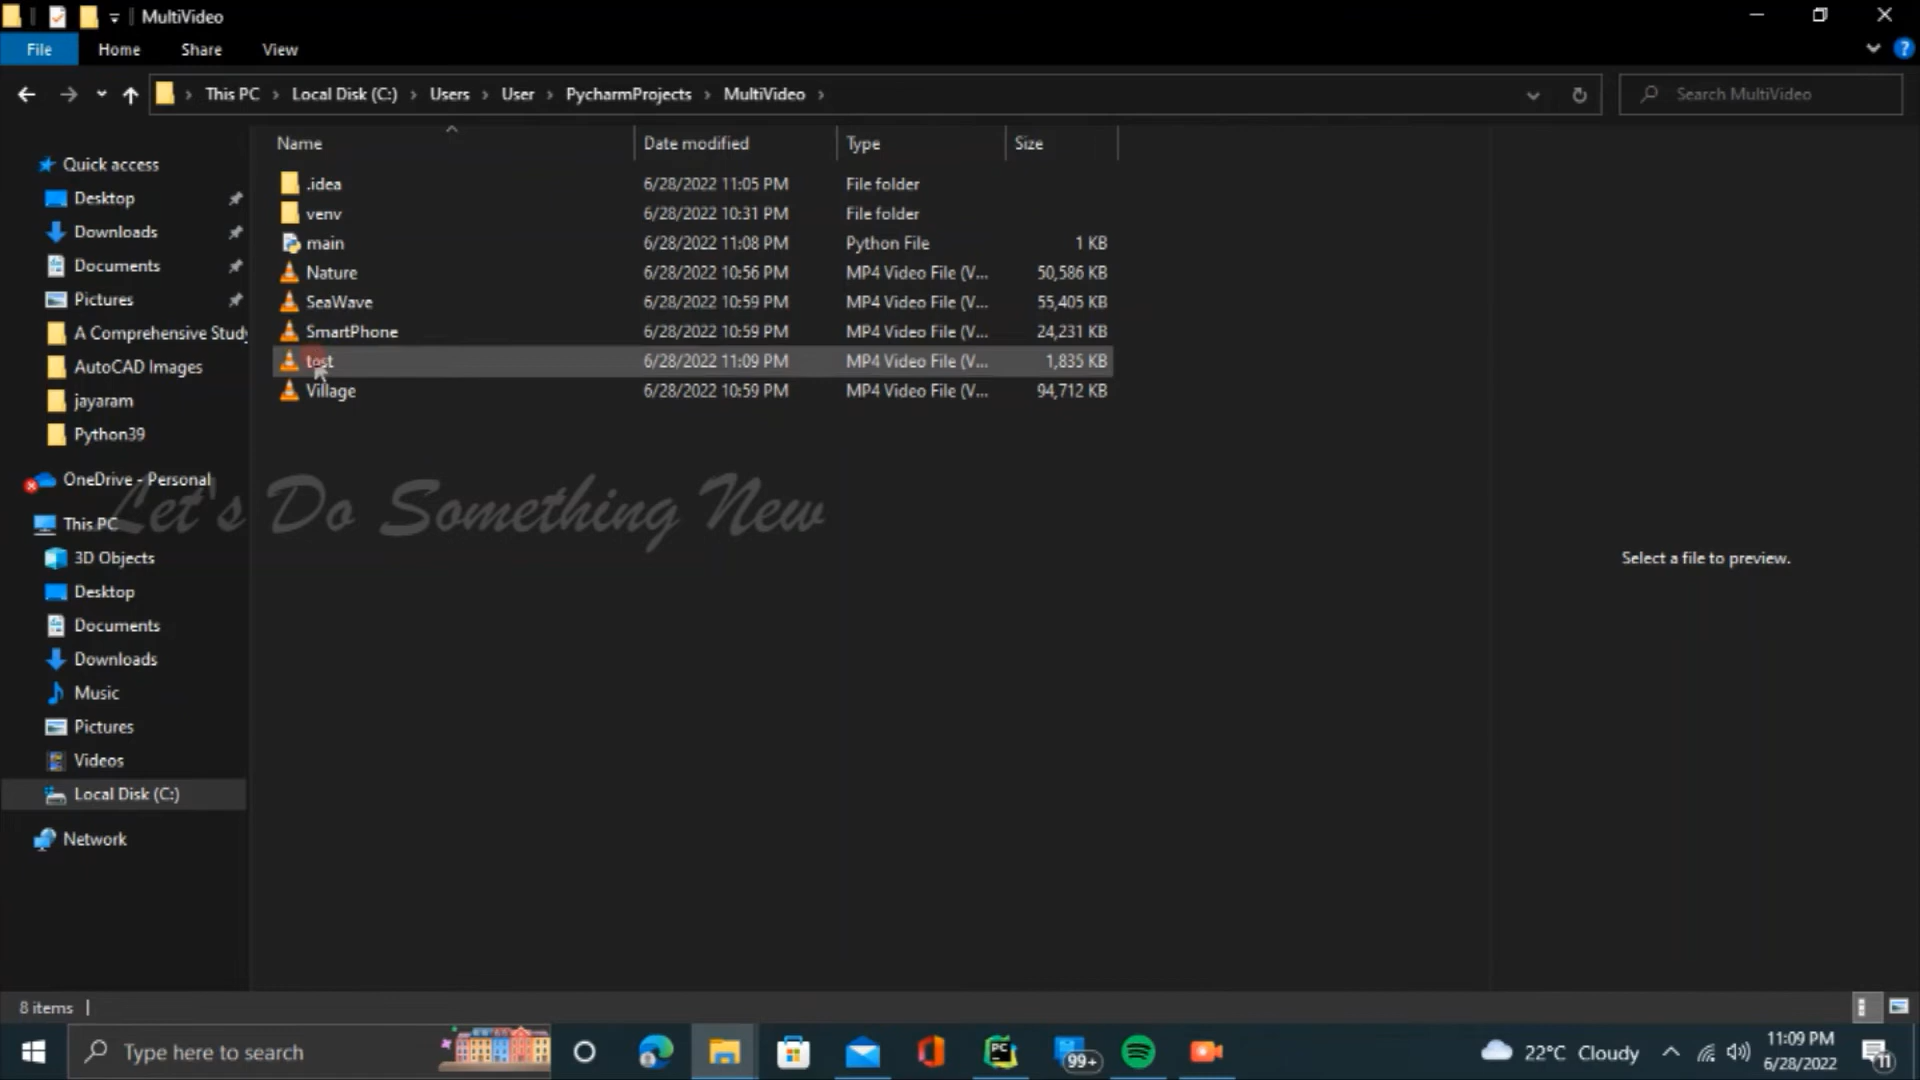 MultiVideo
File Home Share View
This PC > Local Disk (C:) > Users > User > PycharmProjects > MultiVideo >
Search MultiVideo
Name Date modified Type Size
Quick access
Desktop
Downloads
Documents
Pictures
A Comprehensive Stud
AutoCAD Images
jayaram
Python39
OneDrive - Personal
This PC
3D Objects
Desktop
Documents
Downloads
Music
Pictures
Videos
Local Disk (C:)
Network
.idea 6/28/2022 11:05 PM File folder
venv 6/28/2022 10:31 PM File folder
main 6/28/2022 11:08 PM Python File 1 KB
Nature 6/28/2022 10:56 PM MP4 Video File (V... 50,586 KB
SeaWave 6/28/2022 10:59 PM MP4 Video File (V... 55,405 KB
SmartPhone 6/28/2022 10:59 PM MP4 Video File (V... 24,231 KB
test 6/28/2022 11:09 PM MP4 Video File (V... 1,835 KB
Village 6/28/2022 10:59 PM MP4 Video File (V... 94,712 KB
Let's Do Something New
Select a file to preview.
8 items
Type here to search
PC
99+
22°C Cloudy
11:09 PM
6/28/2022
11